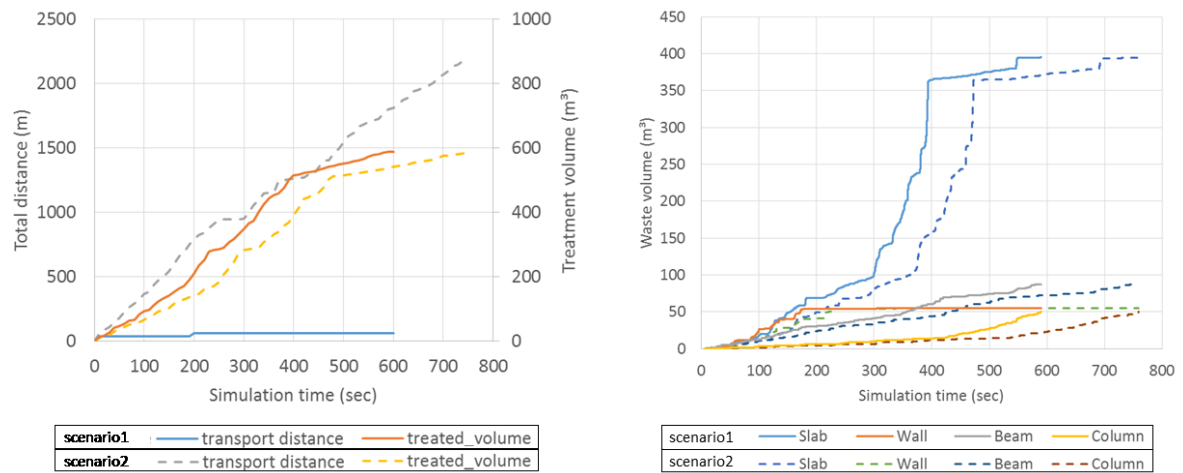 2500
2000
1500
1000
500
0
Total distance (m)
1000
800
600
400
200
0
Treatment volume (m³)
0 100 200 300 400 500 600 700 800
Simulation time (sec)
scenario1 transport distance treated_volume
scenario2 transport distance treated_volume
450
400
350
300
250
200
150
100
50
0
Waste volume (m³)
0 100 200 300 400 500 600 700 800
Simulation time (sec)
scenario1 Slab Wall Beam Column
scenario2 Slab Wall Beam Column